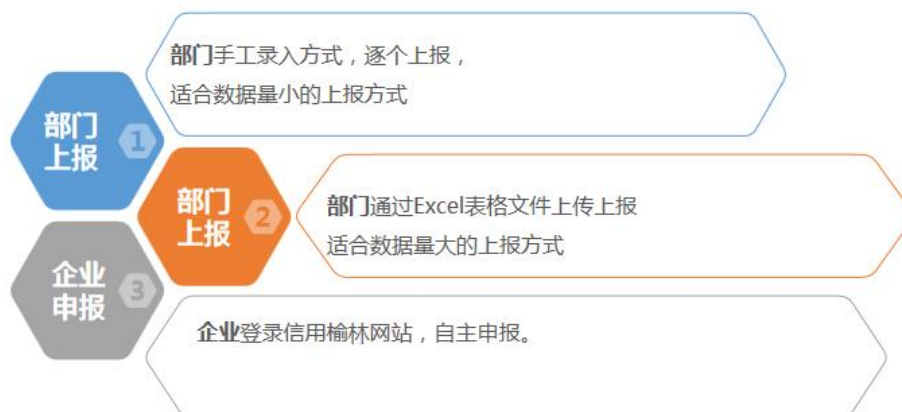 部门手工录入方式，逐个上报，
适合数据量小的上报方式
部门
上报
1
部门
上报
2
部门通过Excel表格文件上传上报
适合数据量大的上报方式
企业
申报
3
企业登录信用榆林网站，自主申报。